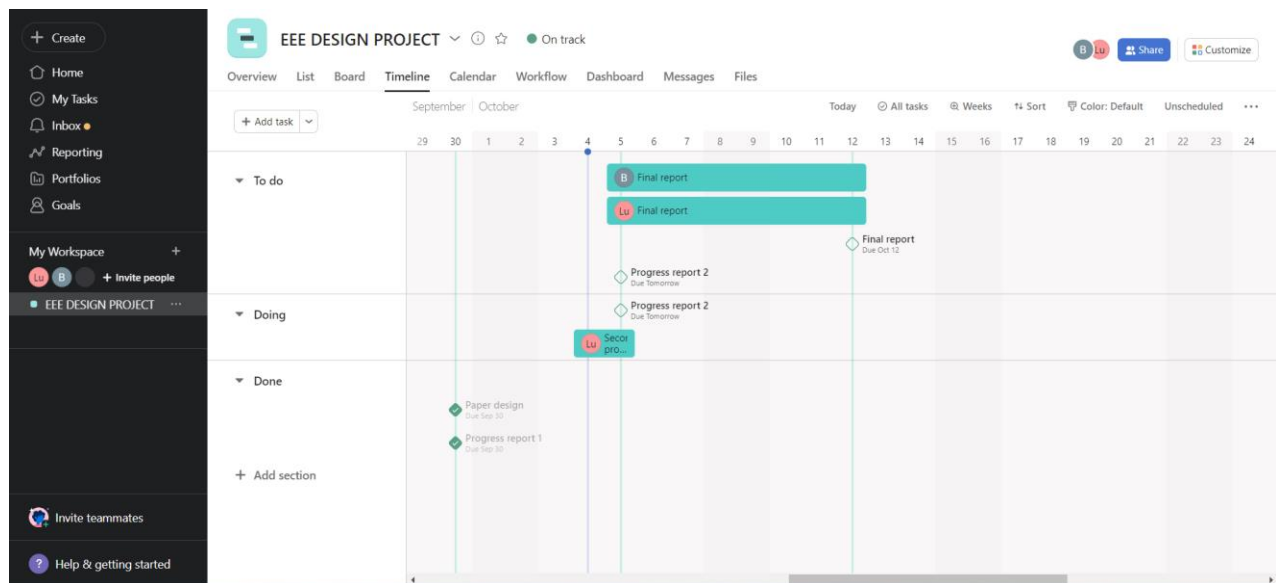 + Create
Home
My Tasks
Inbox
Reporting
Portfolios
Goals
My Workspace +
Lu B + Invite people
EEE DESIGN PROJECT ...
Invite teammates
? Help & getting started
EEE DESIGN PROJECT On track
B Lu Share Customize
Overview List Board Timeline Calendar Workflow Dashboard Messages Files
+ Add task
September October
Today All tasks Weeks Sort Color: Default Unscheduled ...
29 30 1 2 3 4 5 6 7 8 9 10 11 12 13 14 15 16 17 18 19 20 21 22 23 24
To do
B Final report
Lu Final report
Final report
Due Oct 12
Progress report 2
Due Tomorrow
Doing
Progress report 2
Due Tomorrow
Lu Secor
pro...
Done
Paper design
Due Sep 30
Progress report 1
Due Sep 30
+ Add section